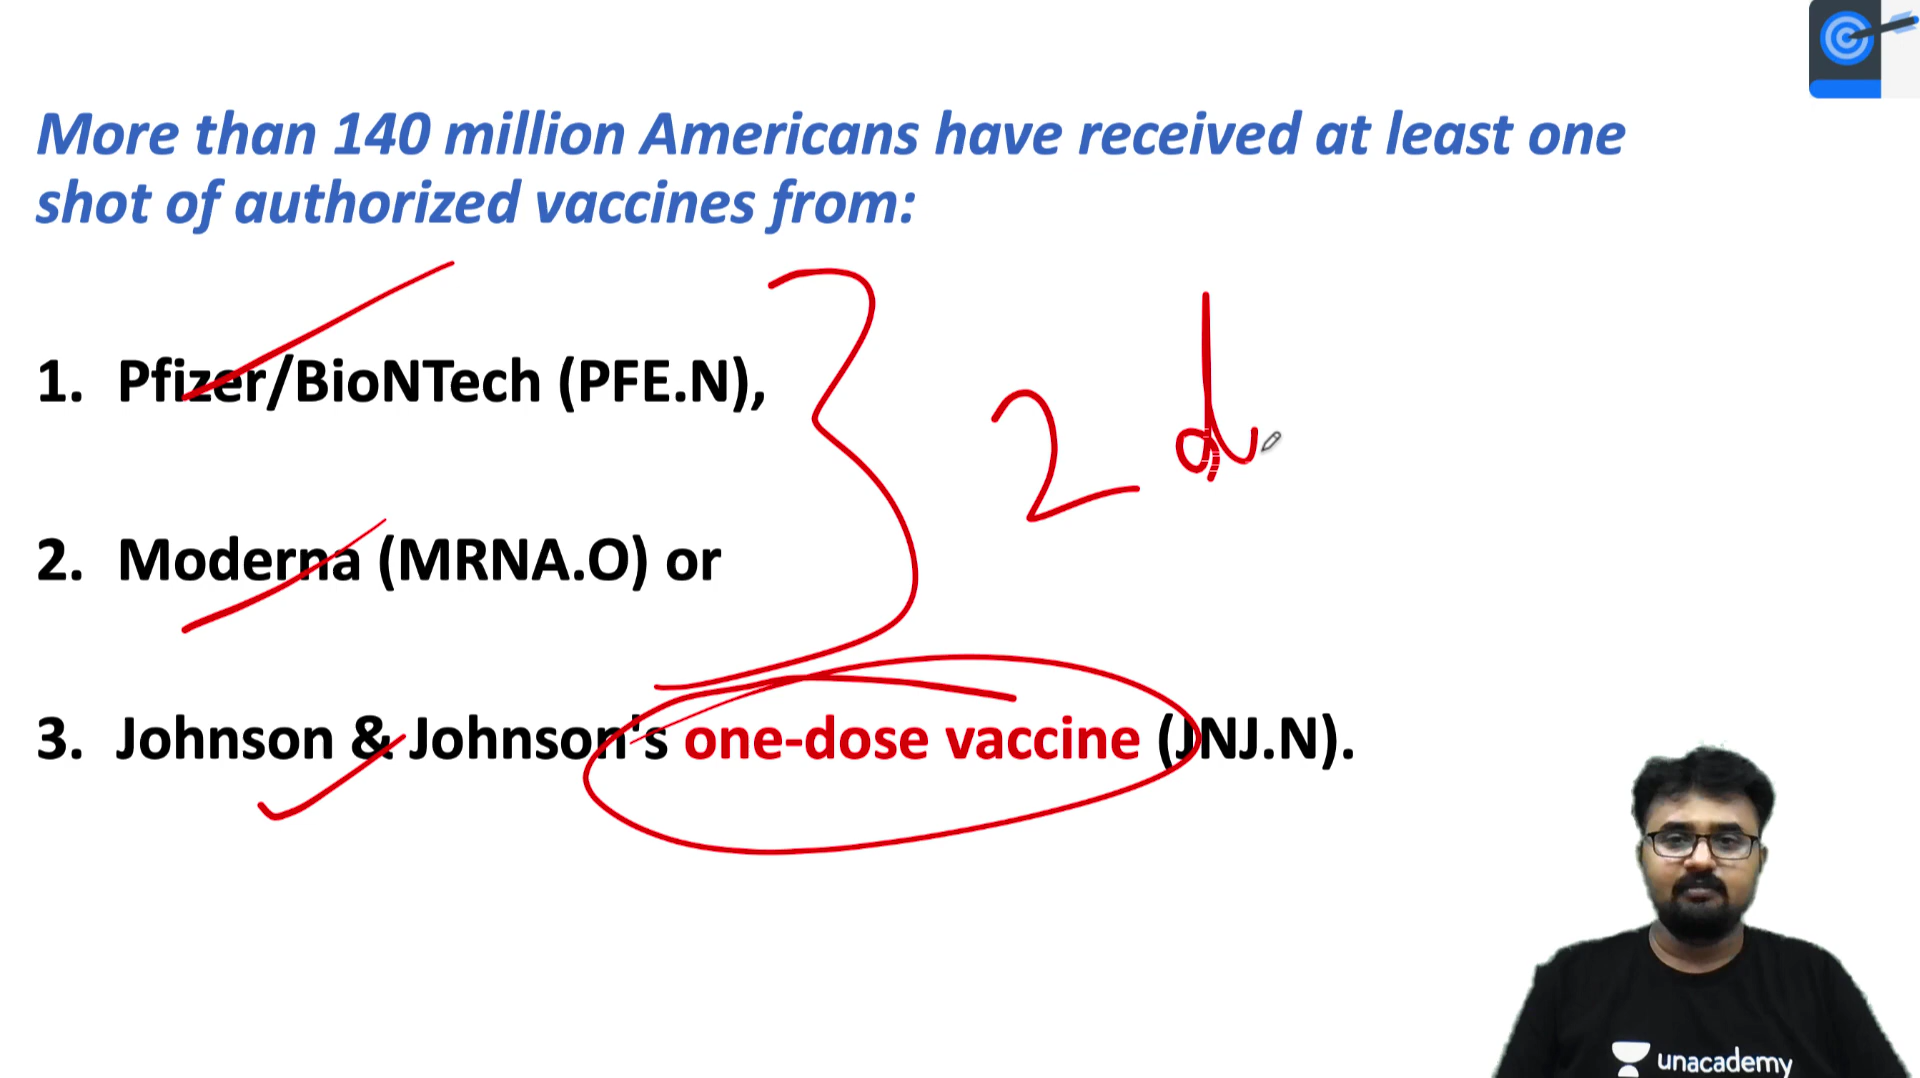 More than 140 million Americans have received at least one
shot of authorized vaccines from:
1. Pfizer/BioNTech (PFE.N),
2 d
2. Moderna (MRNA.O) or
3. Johnson & Johnson's one-dose vaccine (JNJ.N).
unacademy